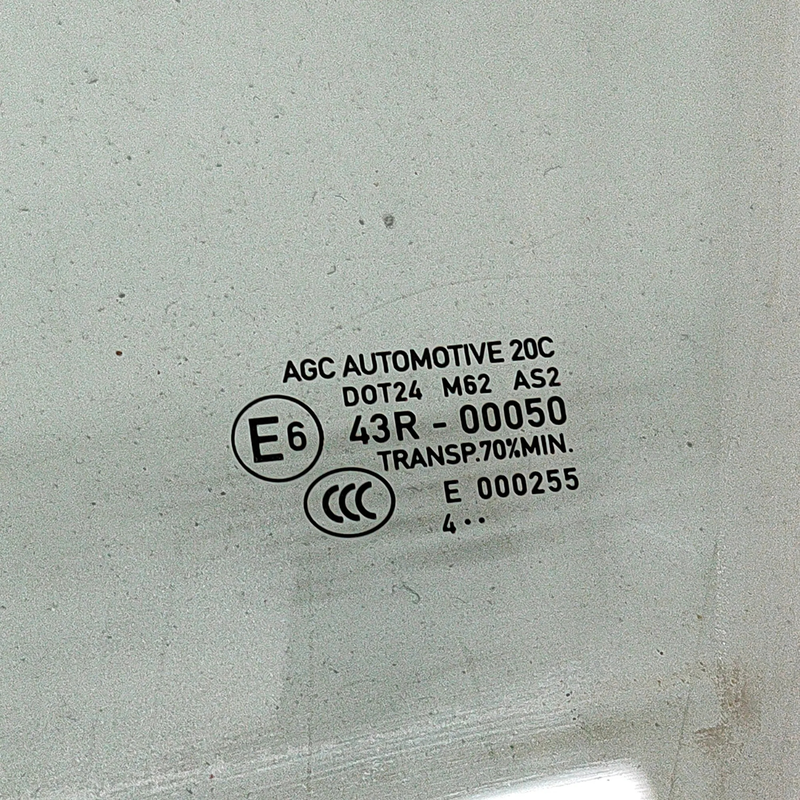 AGC AUTOMOTIVE 20C
DOT24 M62 AS2
E6 43R - 00050
TRANSP.70%MIN.
CCC E 000255
4··